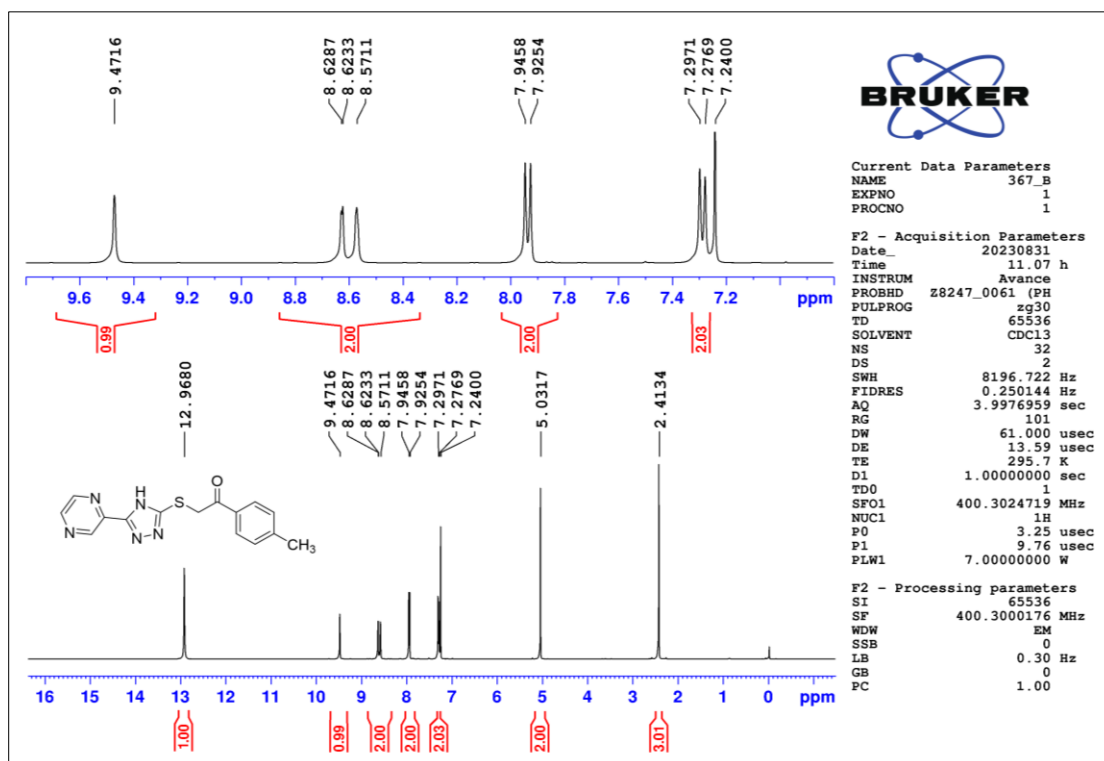 9.4716
8.6287
8.6233
8.5711
7.9458
7.9254
7.2971
7.2769
7.2400
9.6 9.4 9.2 9.0 8.8 8.6 8.4 8.2 8.0 7.8 7.6 7.4 7.2 ppm
0.99 2.00 2.00 2.03
12.9680
9.4716
8.6287
8.6233
8.5711
7.9458
7.9254
7.2971
7.2769
7.2400
5.0317
2.4134
N
N
H
N
N
N
S
O
CH3
16 15 14 13 12 11 10 9 8 7 6 5 4 3 2 1 0 ppm
1.00 0.99 2.00 2.00 2.03 2.00 3.01
BRUKER
Current Data Parameters
NAME 367_B
EXPNO 1
PROCNO 1
F2 - Acquisition Parameters
Date_ 20230831
Time 11.07 h
INSTRUM Avance
PROBHD Z8247_0061 (PH
PULPROG zg30
TD 65536
SOLVENT CDCl3
NS 32
DS 2
SWH 8196.722 Hz
FIDRES 0.250144 Hz
AQ 3.9976959 sec
RG 101
DW 61.000 usec
DE 13.59 usec
TE 295.7 K
D1 1.00000000 sec
TD0 1
SFO1 400.3024719 MHz
NUC1 1H
P0 3.25 usec
P1 9.76 usec
PLW1 7.00000000 W
F2 - Processing parameters
SI 65536
SF 400.3000176 MHz
WDW EM
SSB 0
LB 0.30 Hz
GB 0
PC 1.00